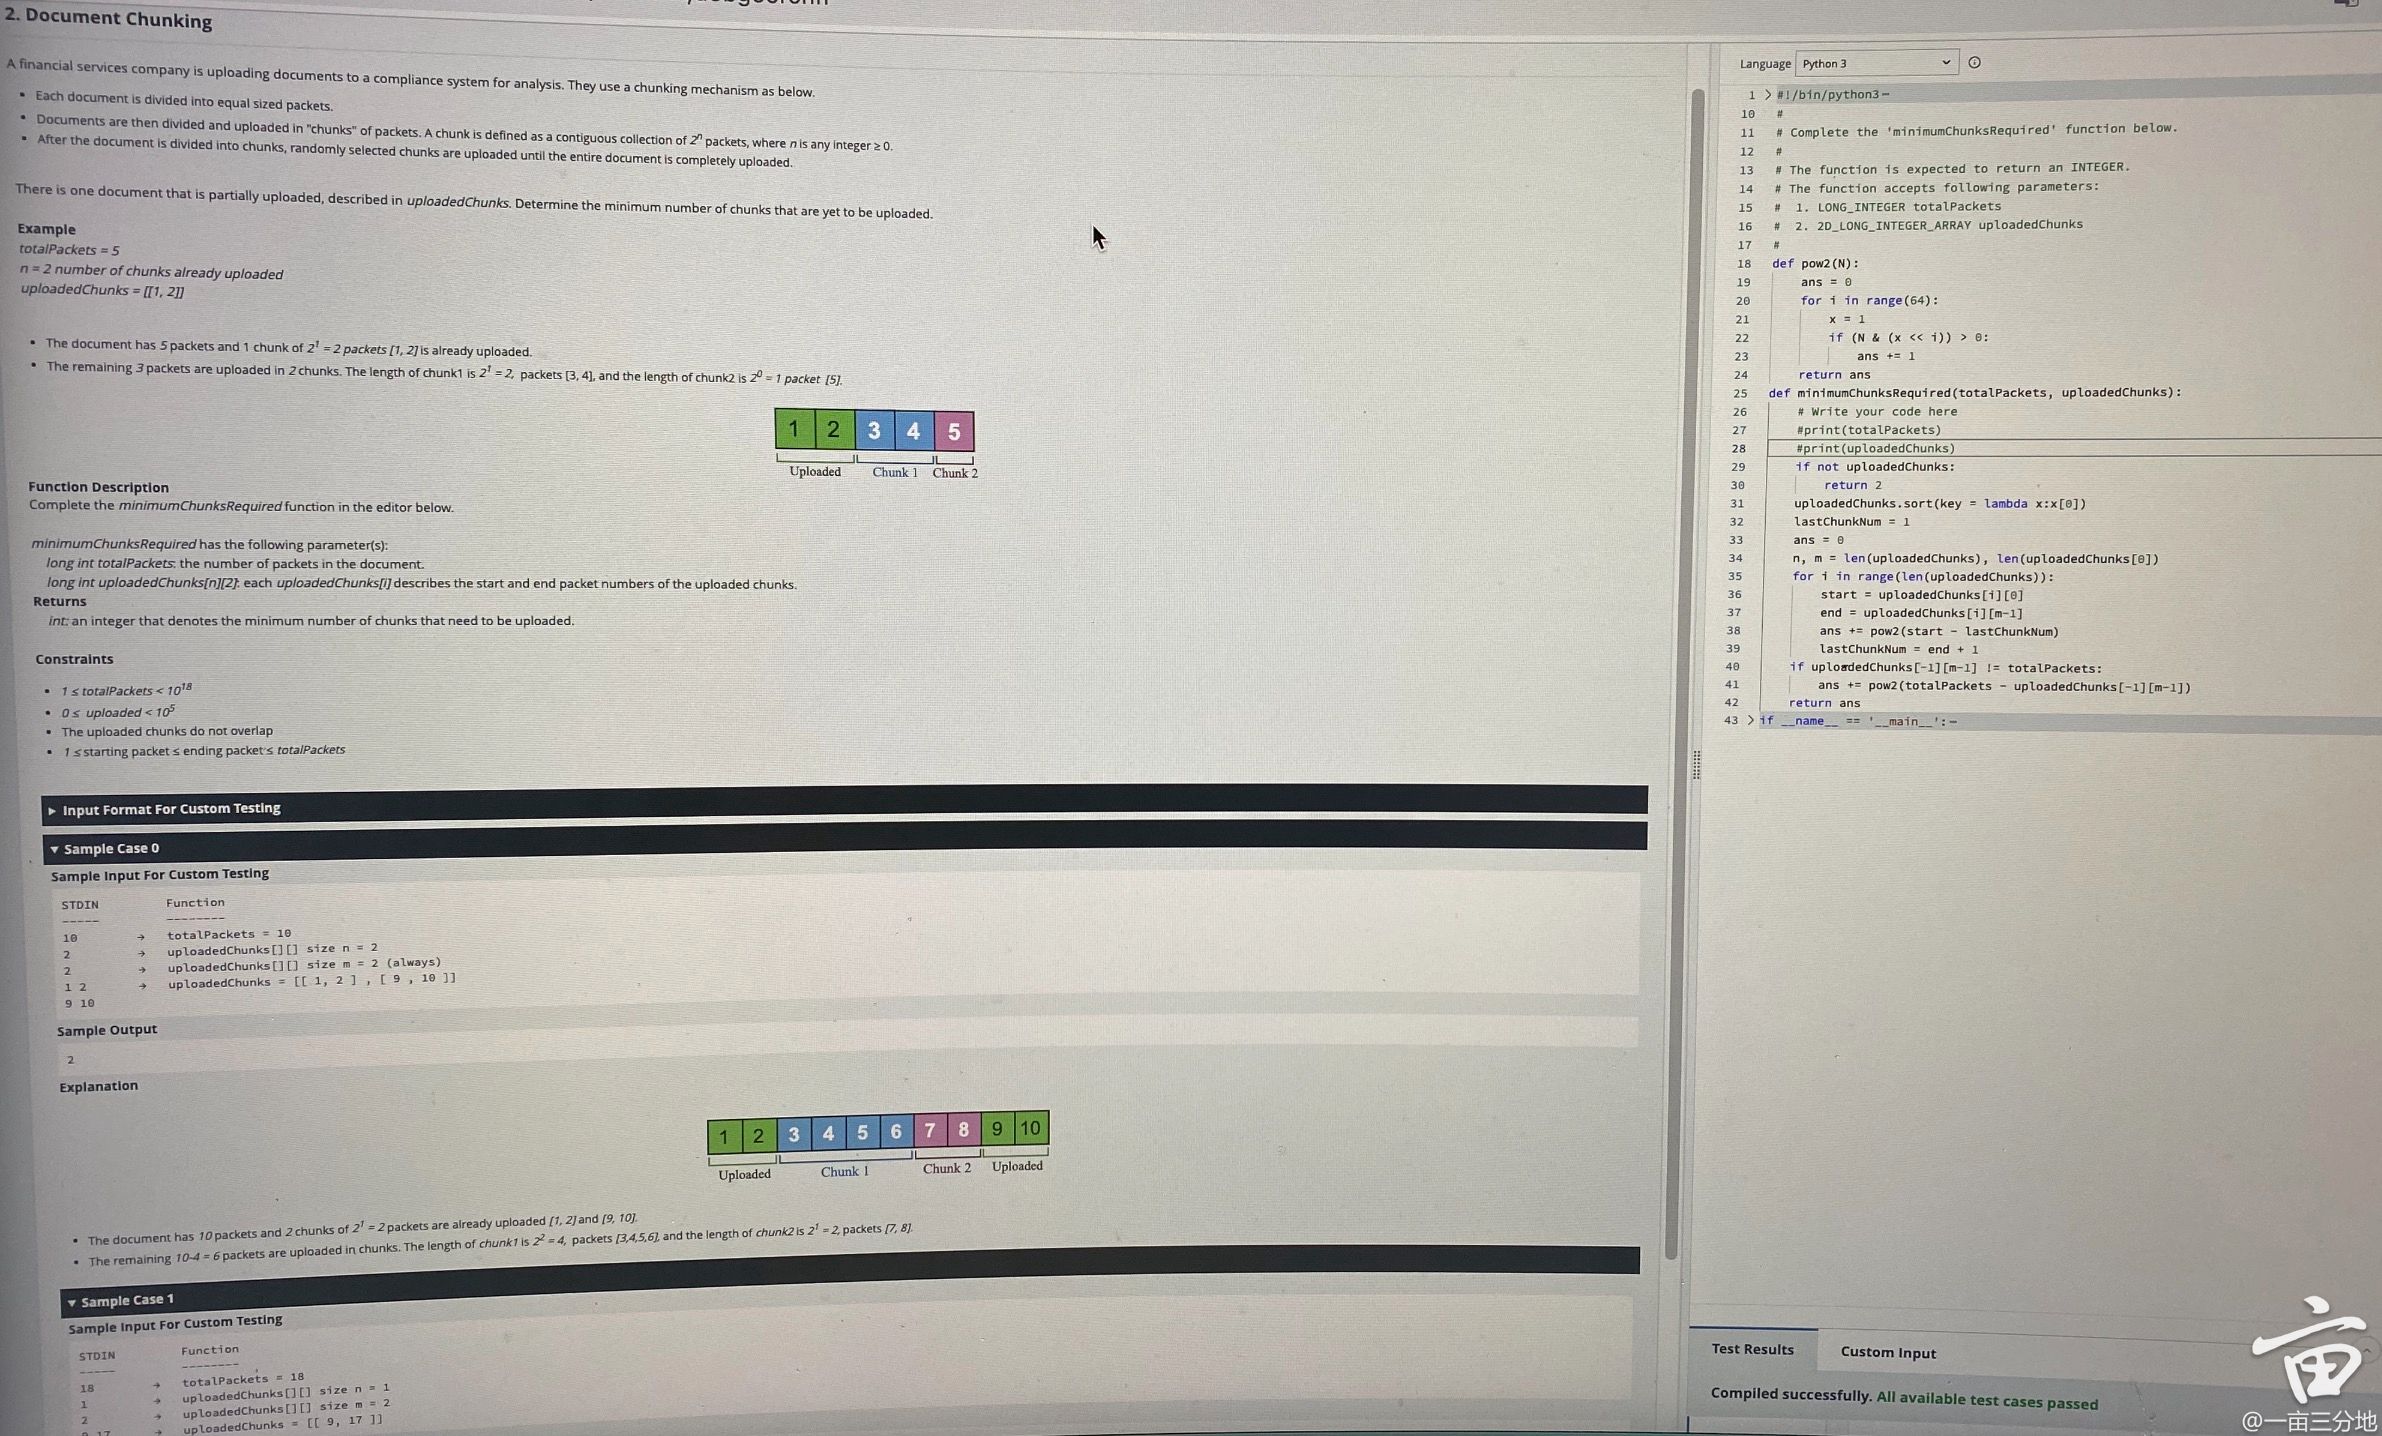 2. Document Chunking
A financial services company is uploading documents to a compliance system for analysis. They use a chunking mechanism as below.
▪ Each document is divided into equal sized packets.
▪ Documents are then divided and uploaded in "chunks" of packets. A chunk is defined as a contiguous collection of 2ⁿ packets, where n is any integer ≥ 0.
▪ After the document is divided into chunks, randomly selected chunks are uploaded until the entire document is completely uploaded.
There is one document that is partially uploaded, described in uploadedChunks. Determine the minimum number of chunks that are yet to be uploaded.
Example
totalPackets = 5
n = 2 number of chunks already uploaded
uploadedChunks = [[1, 2]]
• The document has 5 packets and 1 chunk of 2¹ = 2 packets [1, 2] is already uploaded.
• The remaining 3 packets are uploaded in 2 chunks. The length of chunk1 is 2¹ = 2, packets [3, 4], and the length of chunk2 is 2⁰ = 1 packet [5].
1 2 3 4 5
Uploaded Chunk 1 Chunk 2
Function Description
Complete the minimumChunksRequired function in the editor below.
minimumChunksRequired has the following parameter(s):
long int totalPackets: the number of packets in the document.
long int uploadedChunks[n][2]: each uploadedChunks[i] describes the start and end packet numbers of the uploaded chunks.
Returns
int: an integer that denotes the minimum number of chunks that need to be uploaded.
Constraints
• 1 ≤ totalPackets < 10¹⁸
• 0 ≤ uploaded < 10⁵
• The uploaded chunks do not overlap
• 1 ≤ starting packet ≤ ending packet ≤ totalPackets
▶ Input Format For Custom Testing
▼ Sample Case 0
Sample Input For Custom Testing
STDIN Function
----- --------
10 → totalPackets = 10
2 → uploadedChunks[][] size n = 2
2 → uploadedChunks[][] size m = 2 (always)
1 2 → uploadedChunks = [[ 1, 2 ] , [ 9 , 10 ]]
9 10
Sample Output
2
Explanation
1 2 3 4 5 6 7 8 9 10
Uploaded Chunk 1 Chunk 2 Uploaded
• The document has 10 packets and 2 chunks of 2¹ = 2 packets are already uploaded [1, 2] and [9, 10].
• The remaining 10-4 = 6 packets are uploaded in chunks. The length of chunk1 is 2² = 4, packets [3,4,5,6], and the length of chunk2 is 2¹ = 2, packets [7, 8].
▼ Sample Case 1
Sample Input For Custom Testing
STDIN Function
----- --------
18 → totalPackets = 18
1 → uploadedChunks[][] size n = 1
2 → uploadedChunks[][] size m = 2
9 17 → uploadedChunks = [[ 9, 17 ]]
Language Python 3
1 > #!/bin/python3
10 #
11 # Complete the 'minimumChunksRequired' function below.
12 #
13 # The function is expected to return an INTEGER.
14 # The function accepts following parameters:
15 # 1. LONG_INTEGER totalPackets
16 # 2. 2D_LONG_INTEGER_ARRAY uploadedChunks
17 #
18 def pow2(N):
19 ans = 0
20 for i in range(64):
21 x = 1
22 if (N & (x << i)) > 0:
23 ans += 1
24 return ans
25 def minimumChunksRequired(totalPackets, uploadedChunks):
26 # Write your code here
27 #print(totalPackets)
28 #print(uploadedChunks)
29 if not uploadedChunks:
30 return 2
31 uploadedChunks.sort(key = lambda x:x[0])
32 lastChunkNum = 1
33 ans = 0
34 n, m = len(uploadedChunks), len(uploadedChunks[0])
35 for i in range(len(uploadedChunks)):
36 start = uploadedChunks[i][0]
37 end = uploadedChunks[i][m-1]
38 ans += pow2(start - lastChunkNum)
39 lastChunkNum = end + 1
40 if uploadedChunks[-1][m-1] != totalPackets:
41 ans += pow2(totalPackets - uploadedChunks[-1][m-1])
42 return ans
43 > if __name__ == '__main__':
Test Results Custom Input
Compiled successfully. All available test cases passed
亩
@一亩三分地